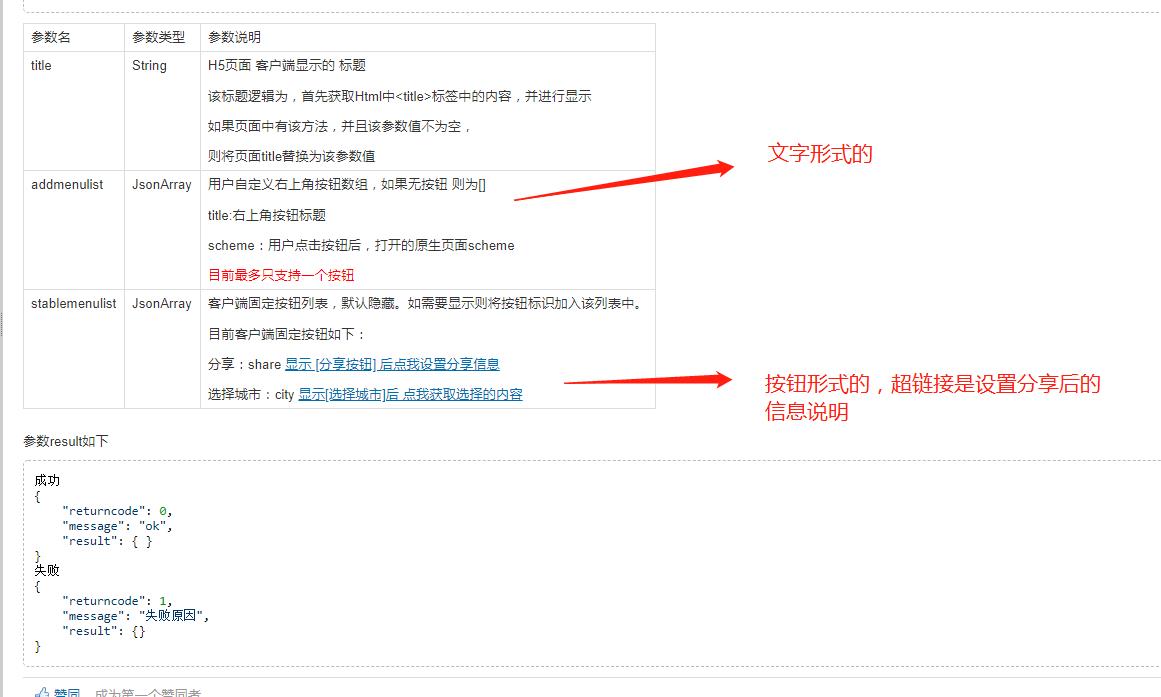 参数名 参数类型 参数说明
title String H5页面 客户端显示的 标题
该标题逻辑为，首先获取Html中<title>标签中的内容，并进行显示
如果页面中有该方法，并且该参数值不为空，
则将页面title替换为该参数值
文字形式的
addmenulist JsonArray 用户自定义右上角按钮数组，如果无按钮 则为[]
title:右上角按钮标题
scheme：用户点击按钮后，打开的原生页面scheme
目前最多只支持一个按钮
stablemenulist JsonArray 客户端固定按钮列表，默认隐藏。如需要显示则将按钮标识加入该列表中。
目前客户端固定按钮如下：
分享：share 显示 [分享按钮] 后点我设置分享信息
选择城市：city 显示[选择城市]后 点我获取选择的内容
按钮形式的，超链接是设置分享后的
信息说明
参数result如下
成功
{
"returncode": 0,
"message": "ok",
"result": { }
}
失败
{
"returncode": 1,
"message": "失败原因",
"result": {}
}
赞同 成为第一个赞同者